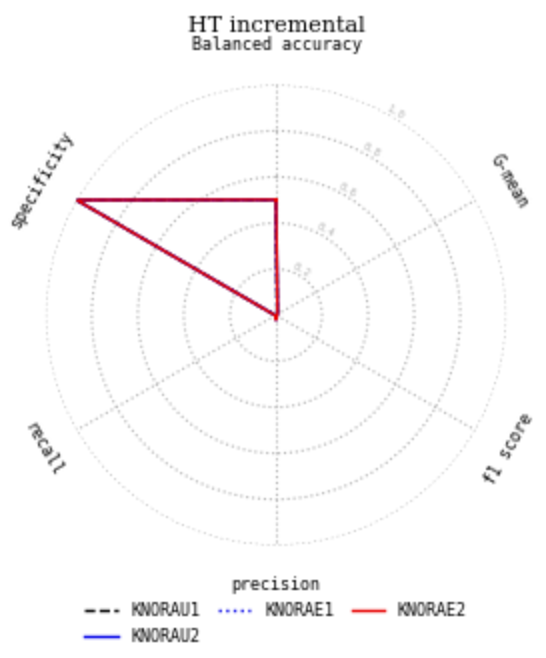 HT incremental
Balanced accuracy
1.0
0.8
0.6
0.4
0.2
G-mean
specificity
recall
f1 score
precision
KNORAU1 KNORAE1 KNORAE2
KNORAU2